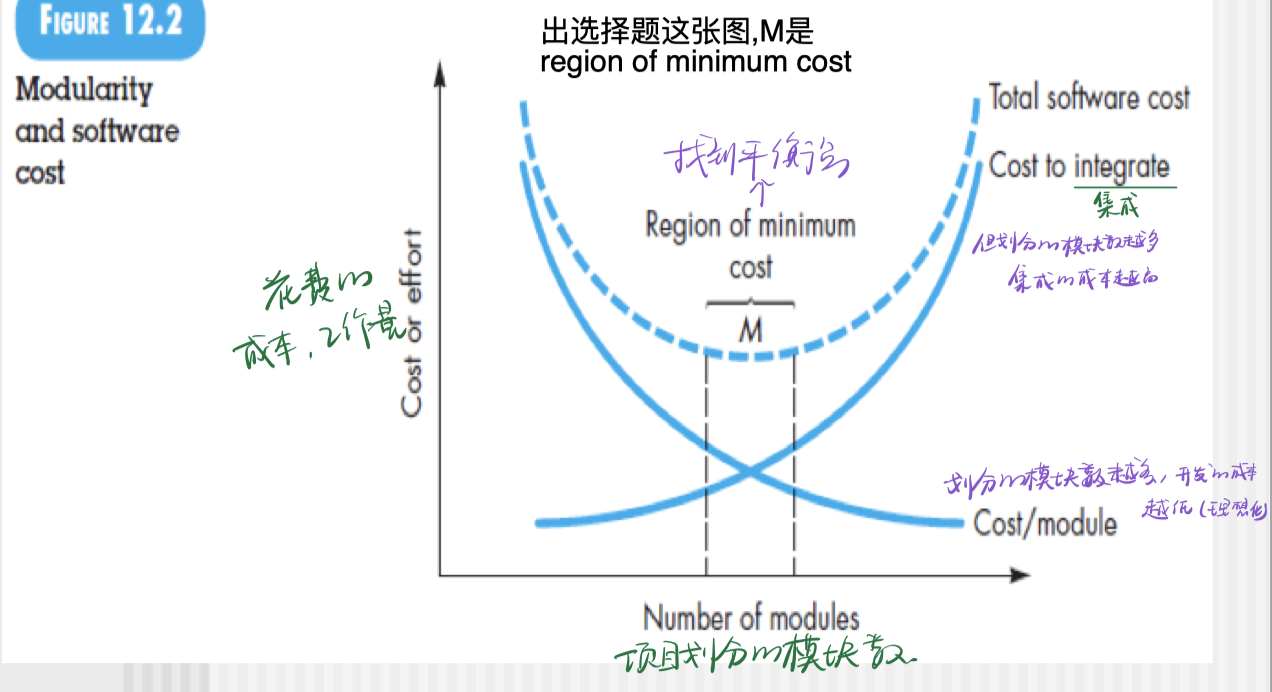 FIGURE 12.2
Modularity
and software
cost
出选择题这张图,M是
region of minimum cost
Total software cost
Cost to integrate
集成
但划分的模块数越多
集成的成本越高
找到平衡位
↑
Region of minimum
cost
M
Cost or effort
花费的
成本，工作量
划分的模块数越多，开发的成本
越低（理想化）
Cost/module
Number of modules
项目划分的模块数